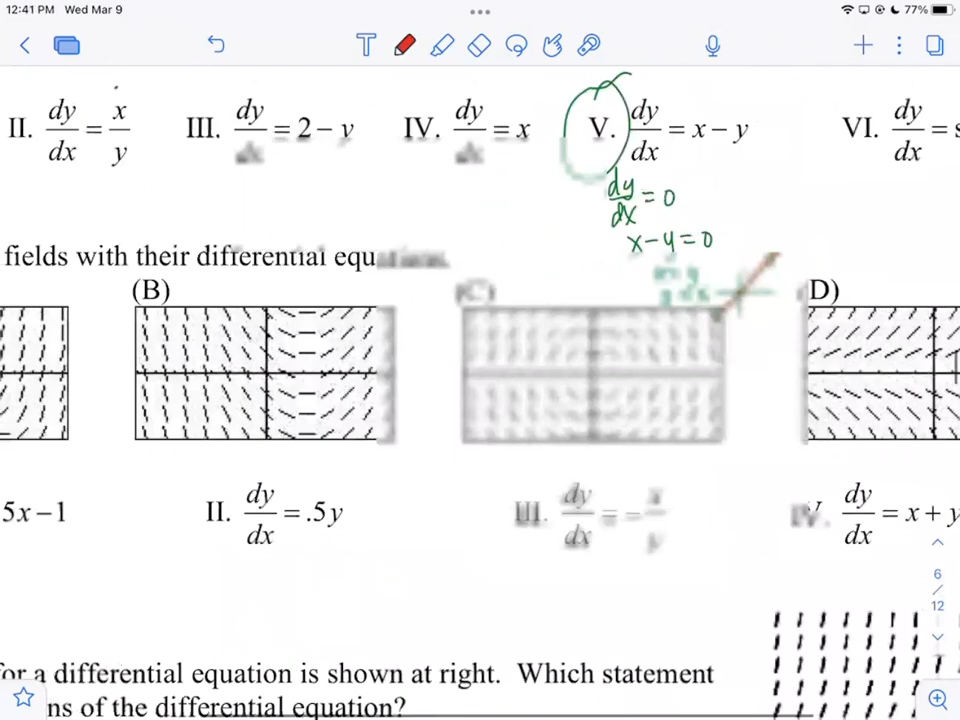 12:41 PM Wed Mar 9
77%
T
II. dy/dx = x/y III. dy/dx = 2 − y IV. dy/dx = x V. dy/dx = x − y VI. dy/dx =
dy/dx = 0
x − y = 0
fields with their differential
(B) (C) D)
5x − 1 II. dy/dx = .5y III. dy/dx = − x/y IV. dy/dx = x + y
6
/
12
for a differential equation is shown at right. Which statement
ns of the differential equation?